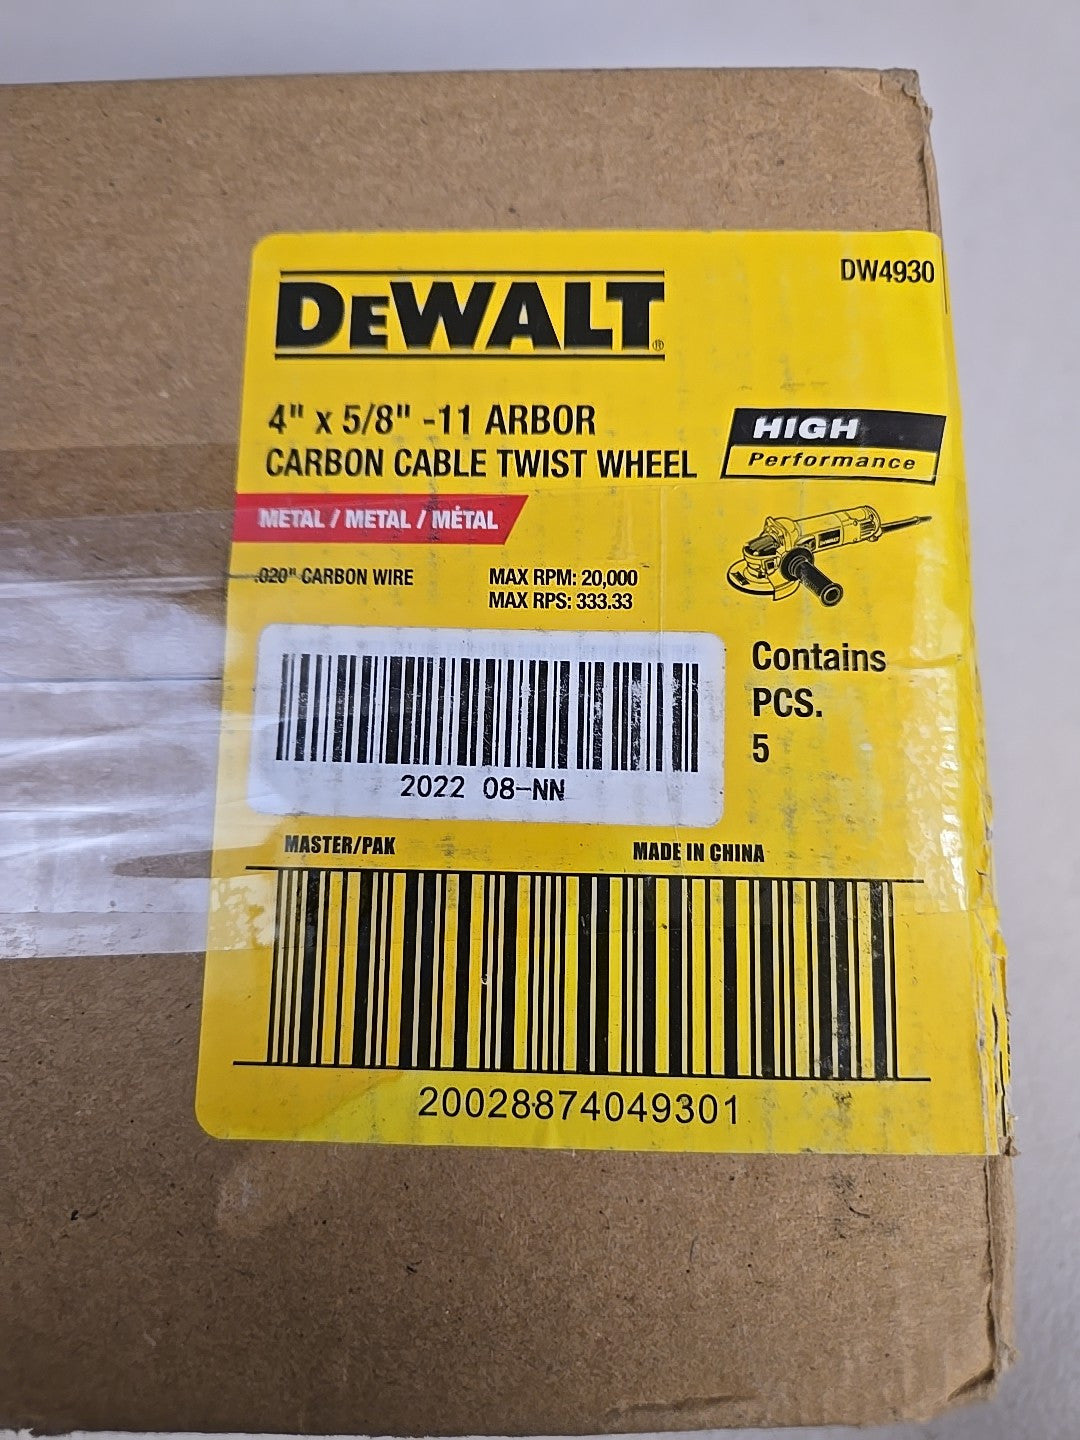 DEWALT®
DW4930
4" x 5/8" -11 ARBOR
CARBON CABLE TWIST WHEEL
HIGH
Performance
METAL / METAL / MÉTAL
.020" CARBON WIRE
MAX RPM: 20,000
MAX RPS: 333.33
Contains
PCS.
5
2022 08-NN
MASTER/PAK
MADE IN CHINA
20028874049301